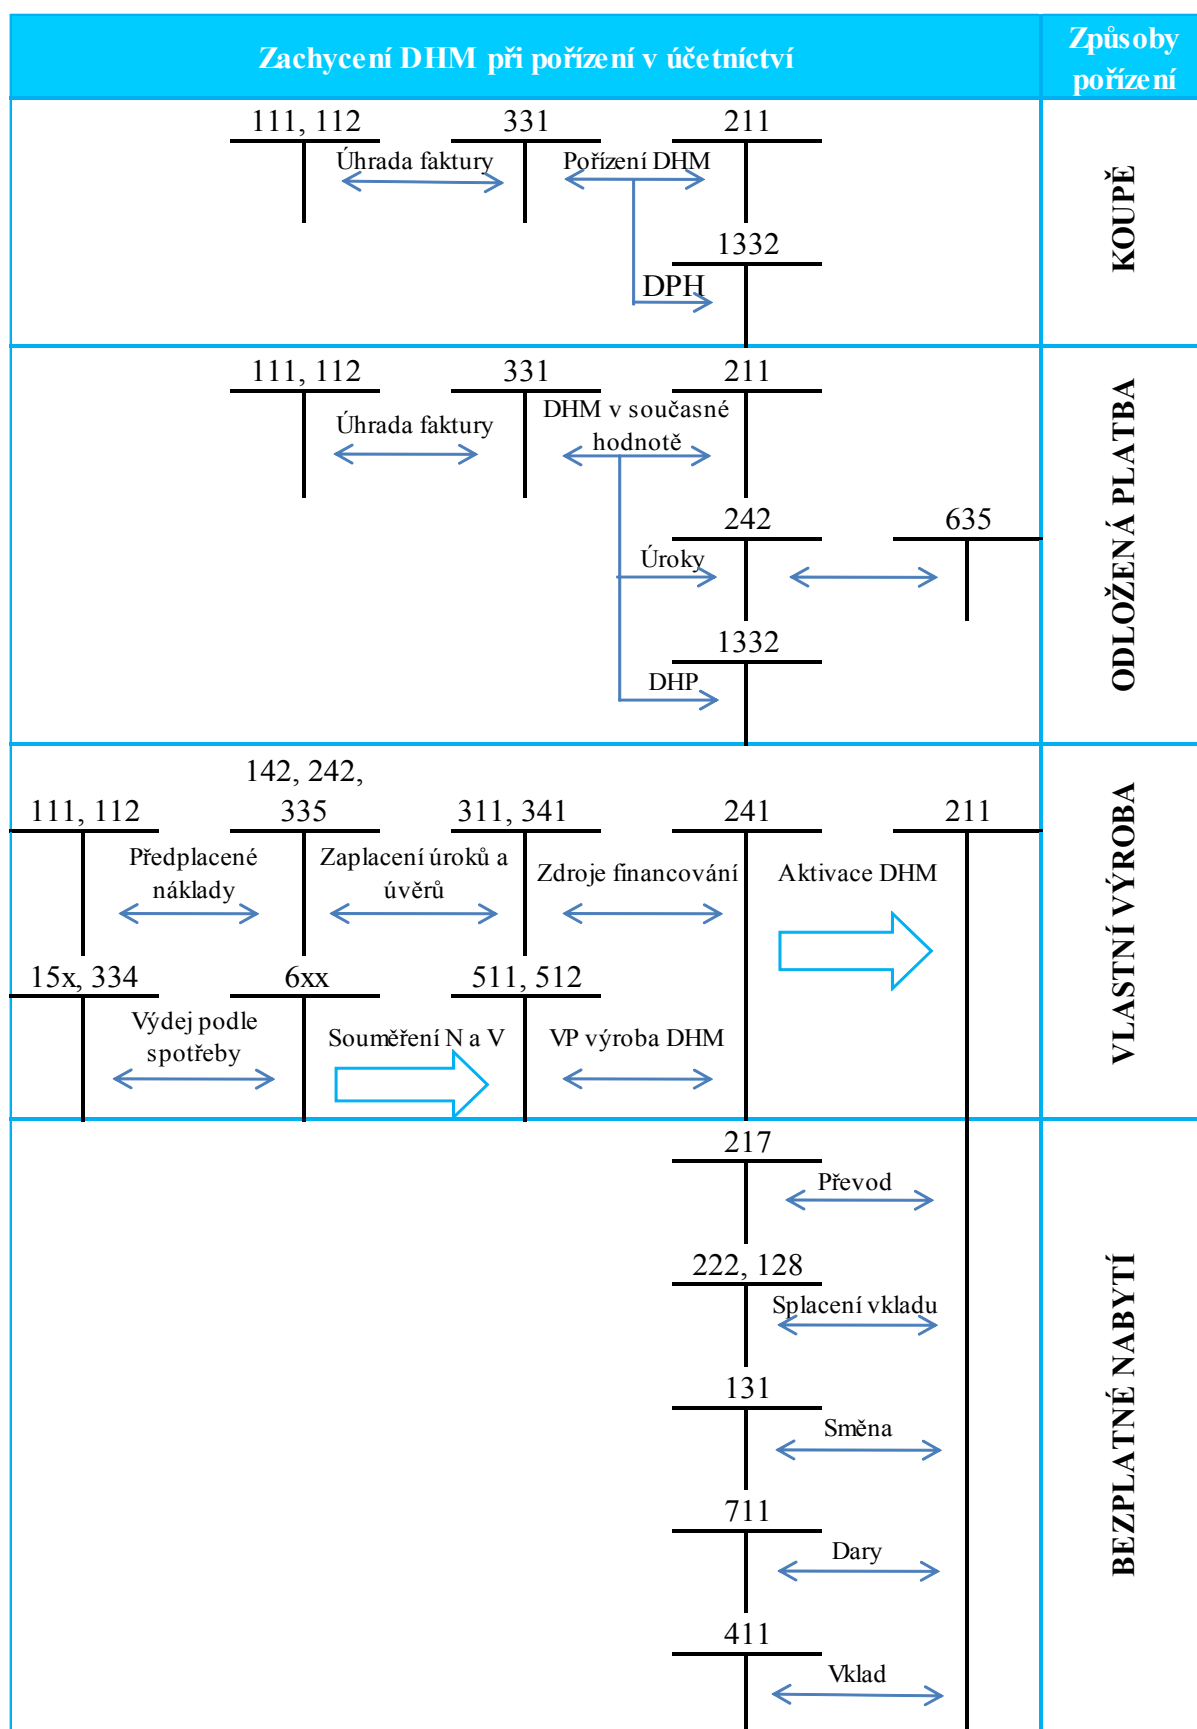 Zachycení DHM při pořízení v účetníctví
Způsoby
pořízení
111, 112
331
211
Úhrada faktury
Pořízení DHM
1332
DPH
KOUPĚ
111, 112
331
211
Úhrada faktury
DHM v současné
hodnotě
242
635
Úroky
1332
DHP
ODLOŽENÁ PLATBA
142, 242,
111, 112
335
311, 341
241
211
Předplacené
náklady
Zaplacení úroků a
úvěrů
Zdroje financování
Aktivace DHM
15x, 334
6xx
511, 512
Výdej podle
spotřeby
Souměření N a V
VP výroba DHM
VLASTNÍ VÝROBA
217
Převod
222, 128
Splacení vkladu
131
Směna
711
Dary
411
Vklad
BEZPLATNÉ NABYTÍ